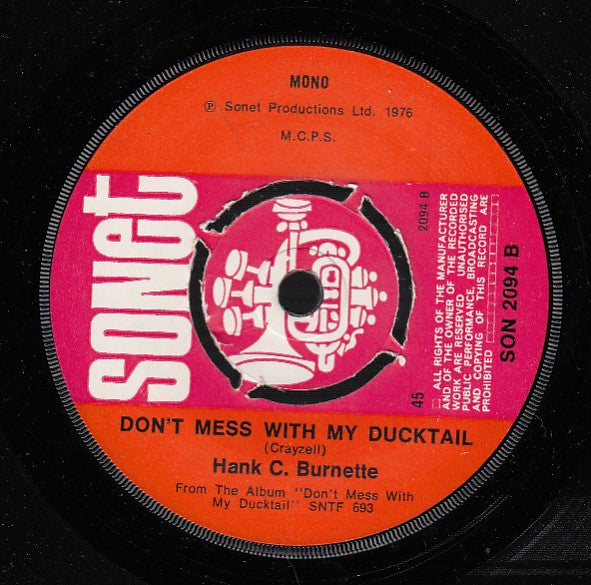 MONO
℗ Sonet Productions Ltd. 1976
M.C.P.S.
sonet
2094 B
ALL RIGHTS OF THE MANUFACTURER
AND OF THE OWNER OF THE RECORDED
WORK ARE RESERVED UNAUTHORISED
PUBLIC PERFORMANCE, BROADCASTING
AND COPYING OF THIS RECORD ARE
PROHIBITED
45
SON 2094 B
DON'T MESS WITH MY DUCKTAIL
(Crayzell)
Hank C. Burnette
From The Album "Don't Mess With
My Ducktail" SNTF 693